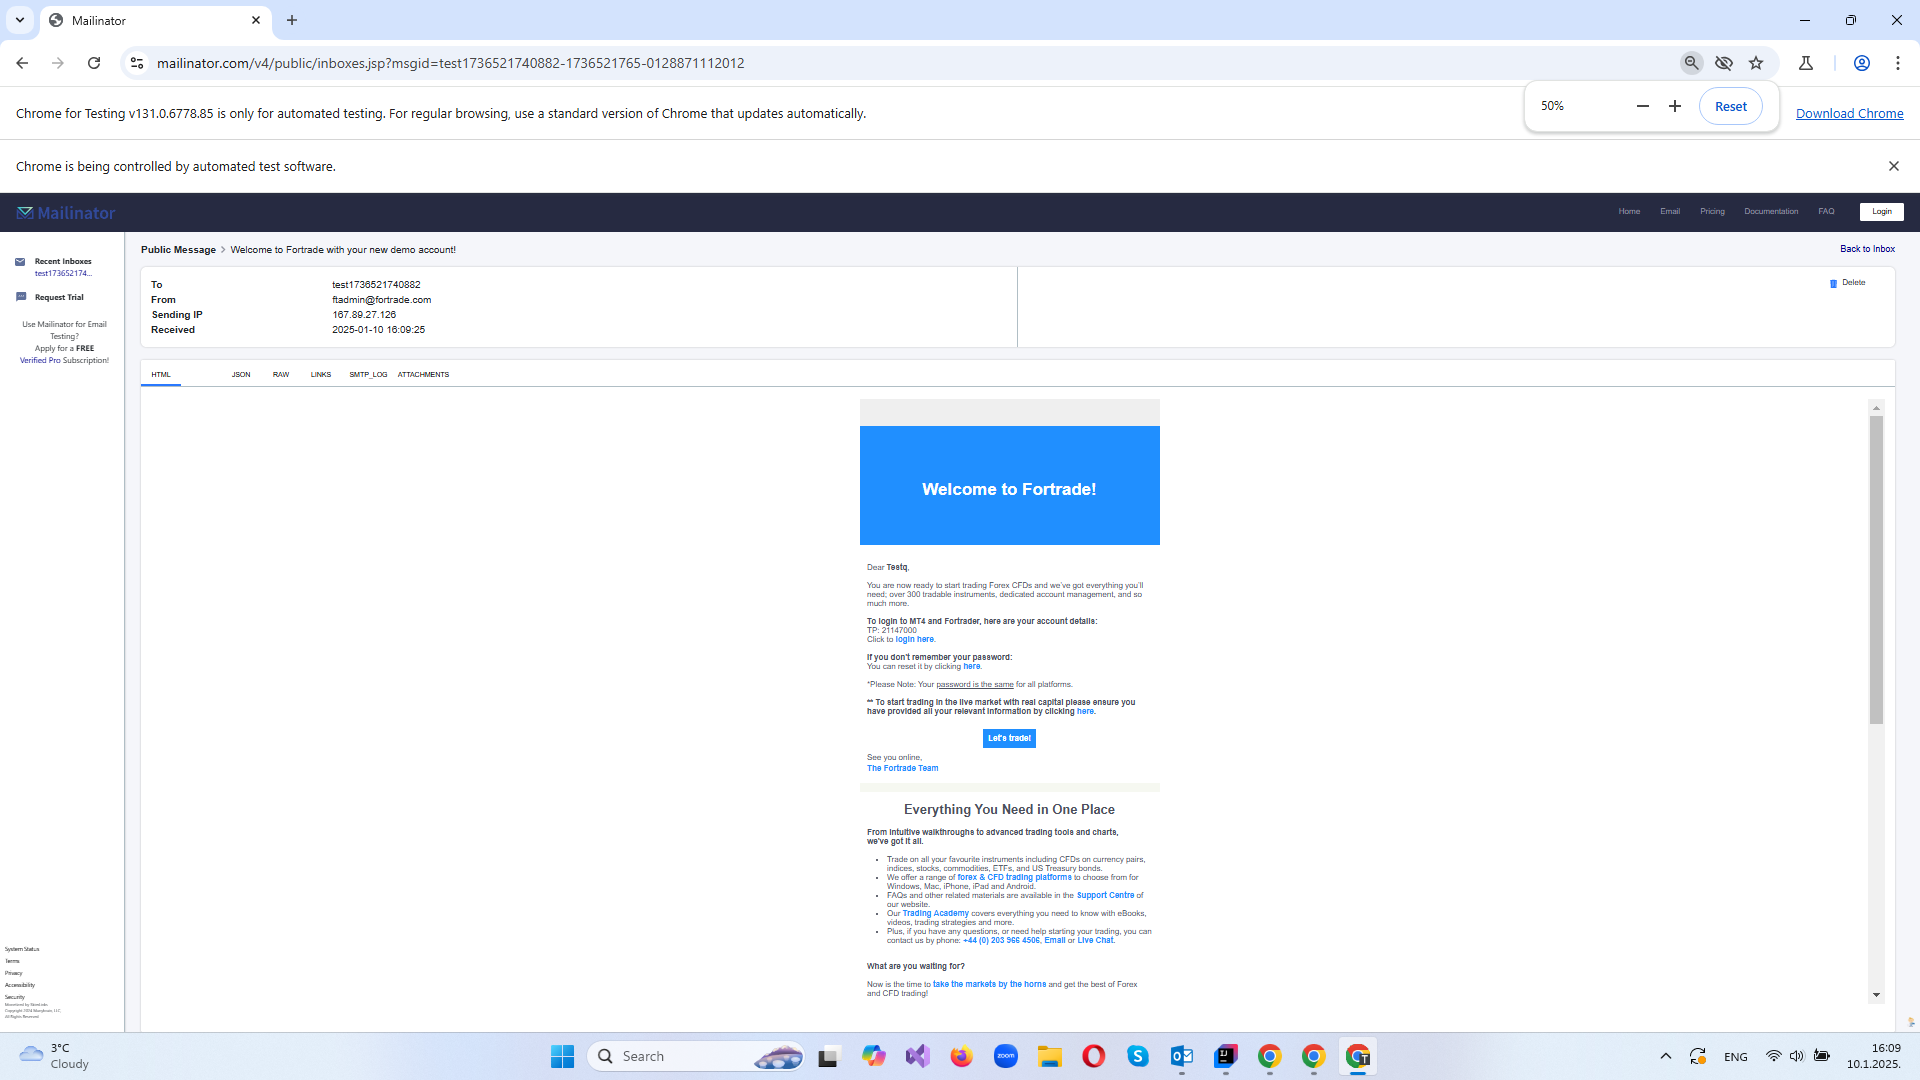 Mailinator
mailinator.com/v4/public/inboxes.jsp?msgid=test1736521740882-1736521765-0128871112012
50%
Reset
Chrome for Testing v131.0.6778.85 is only for automated testing. For regular browsing, use a standard version of Chrome that updates automatically.
Download Chrome
Chrome is being controlled by automated test software.
Mailinator
Home
Email
Pricing
Documentation
FAQ
Login
Recent Inboxes
test173652174...
Request Trial
Use Mailinator for Email
Testing?
Apply for a FREE
Verified Pro Subscription!
Public Message > Welcome to Fortrade with your new demo account!
Back to Inbox
To test1736521740882
From ftadmin@fortrade.com
Sending IP 167.89.27.126
Received 2025-01-10 16:09:25
Delete
HTML
JSON
RAW
LINKS
SMTP_LOG
ATTACHMENTS
Welcome to Fortrade!
Dear Testq,
You are now ready to start trading Forex CFDs and we've got everything you'll
need; over 300 tradable instruments, dedicated account management, and so
much more.
To login to MT4 and Fortrader, here are your account details:
TP: 21147000
Click to login here.
If you don't remember your password:
You can reset it by clicking here.
*Please Note: Your password is the same for all platforms.
** To start trading in the live market with real capital please ensure you
have provided all your relevant information by clicking here.
Let's trade!
See you online,
The Fortrade Team
Everything You Need in One Place
From intuitive walkthroughs to advanced trading tools and charts,
we've got it all.
• Trade on all your favourite instruments including CFDs on currency pairs,
indices, stocks, commodities, ETFs, and US Treasury bonds.
• We offer a range of forex & CFD trading platforms to choose from for
Windows, Mac, iPhone, iPad and Android.
• FAQs and other related materials are available in the Support Centre of
our website.
• Our Trading Academy covers everything you need to know with eBooks,
videos, trading strategies and more.
• Plus, if you have any questions, or need help starting your trading, you can
contact us by phone: +44 (0) 203 966 4506, Email or Live Chat.
What are you waiting for?
Now is the time to take the markets by the horns and get the best of Forex
and CFD trading!
System Status
Terms
Privacy
Accessibility
Security
All Rights Reserved.
3°C
Cloudy
Search
zoom
ENG
16:09
10.1.2025.